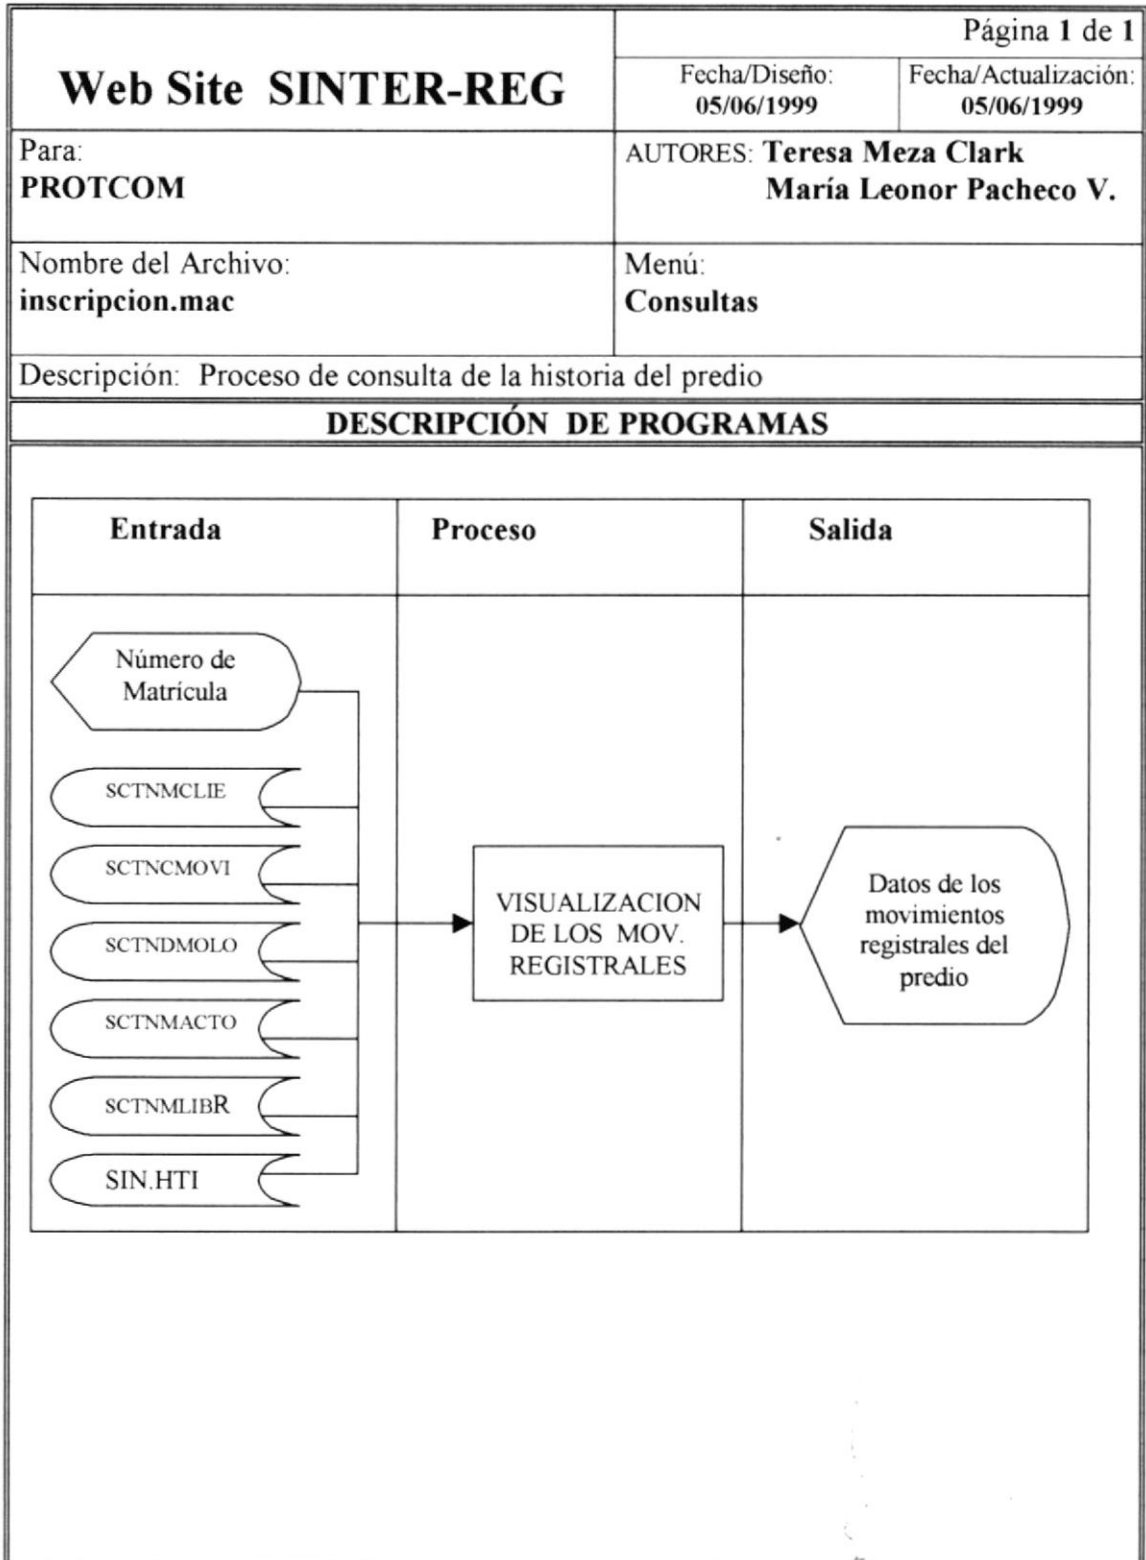 Página 1 de 1
Web Site SINTER-REG
Fecha/Diseño:
05/06/1999
Fecha/Actualización:
05/06/1999
Para:
PROTCOM
AUTORES: Teresa Meza Clark
María Leonor Pacheco V.
Nombre del Archivo:
inscripcion.mac
Menú:
Consultas
Descripción: Proceso de consulta de la historia del predio
DESCRIPCIÓN DE PROGRAMAS
Entrada
Proceso
Salida
Número de
Matrícula
SCTNMCLIE
SCTNCMOVI
SCTNDMOLO
SCTNMACTO
SCTNMLIBR
SIN.HTI
VISUALIZACION
DE LOS MOV.
REGISTRALES
Datos de los
movimientos
registrales del
predio